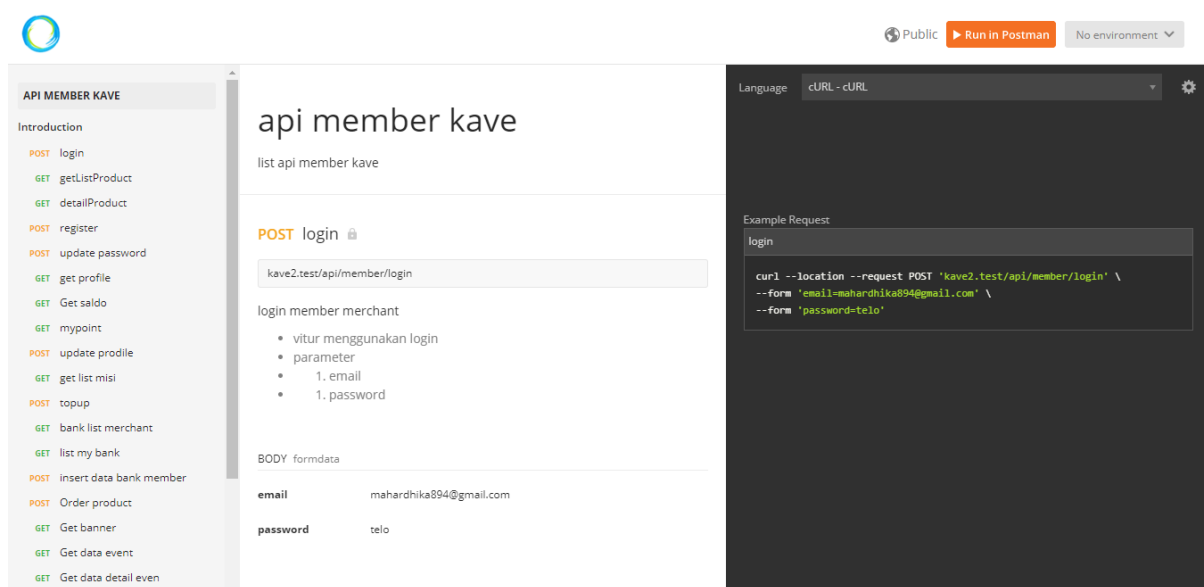 Public
Run in Postman
No environment
API MEMBER KAVE
Introduction
POST login
GET getListProduct
GET detailProduct
POST register
POST update password
GET get profile
GET Get saldo
GET mypoint
POST update prodile
GET get list misi
POST topup
GET bank list merchant
GET list my bank
POST insert data bank member
POST Order product
GET Get banner
GET Get data event
GET Get data detail even
api member kave
list api member kave
POST login
kave2.test/api/member/login
login member merchant
• vitur menggunakan login
• parameter
• 1. email
• 1. password
BODY formdata
email mahardhika894@gmail.com
password telo
Language cURL - cURL
Example Request
login
curl --location --request POST 'kave2.test/api/member/login' \
--form 'email=mahardhika894@gmail.com' \
--form 'password=telo'